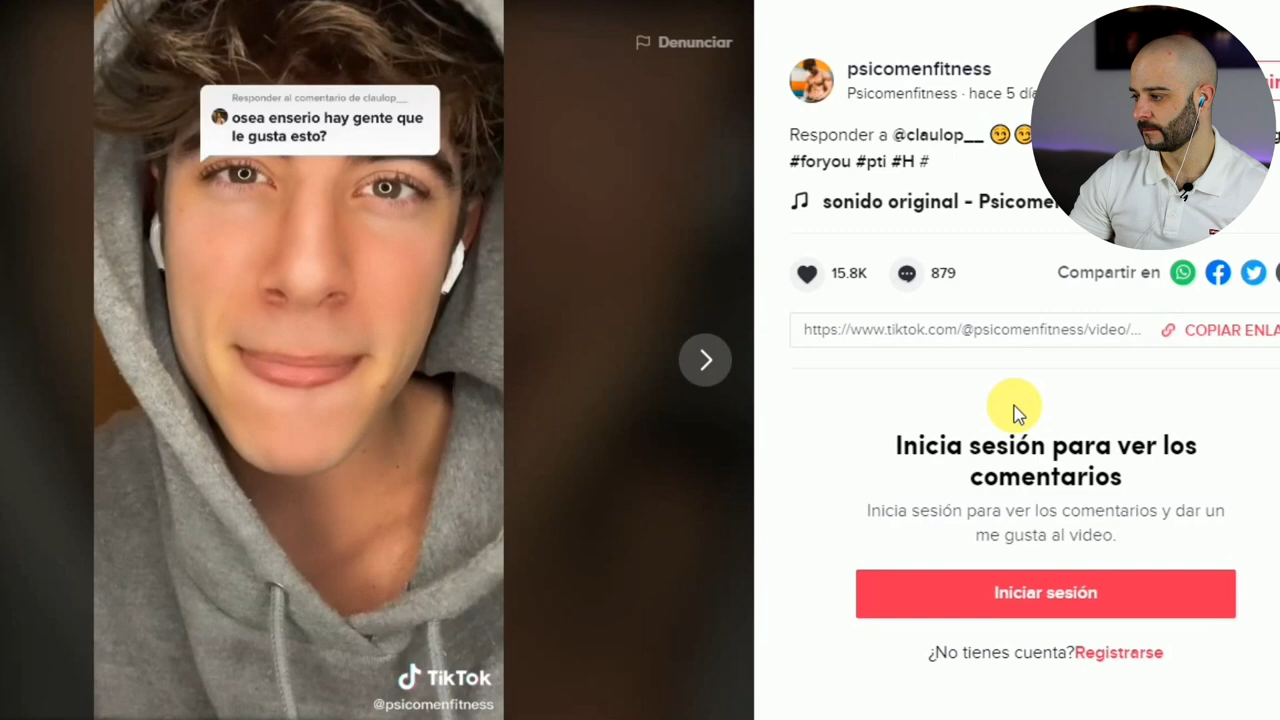 Responder al comentario de claulop__
osea enserio hay gente que
le gusta esto?
TikTok
@psicomenfitness
Denunciar
psicomenfitness
Psicomenfitness · hace 5
Responder a @claulop__ 😏
#foryou #pti #H #
sonido original -
15.8K
879
Compartir en
https://www.tiktok.com/@psicomenfitness/video/...
COPIAR
Inicia sesión para ver los
comentarios
Inicia sesión para ver los comentarios y dar un
me gusta al video.
Iniciar sesión
¿No tienes cuenta?Registrarse